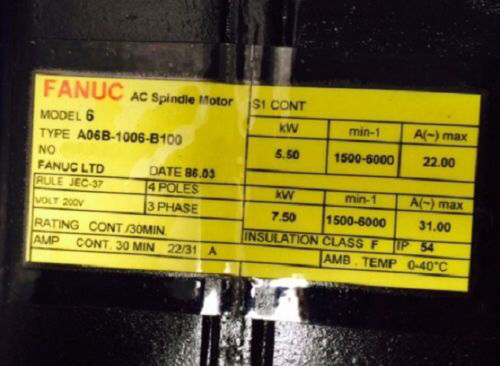 FANUC AC Spindle Motor
MODEL 6
TYPE A06B-1006-B100
NO
FANUC LTD DATE 86.03
RULE JEC-37 4 POLES
VOLT 200V 3 PHASE
RATING CONT /30MIN.
AMP CONT. 30 MIN 22/31 A
S1 CONT
kW min-1 A(~) max
5.50 1500-6000 22.00
kW min-1 A(~) max
7.50 1500-6000 31.00
INSULATION CLASS F IP 54
AMB . TEMP 0-40°C